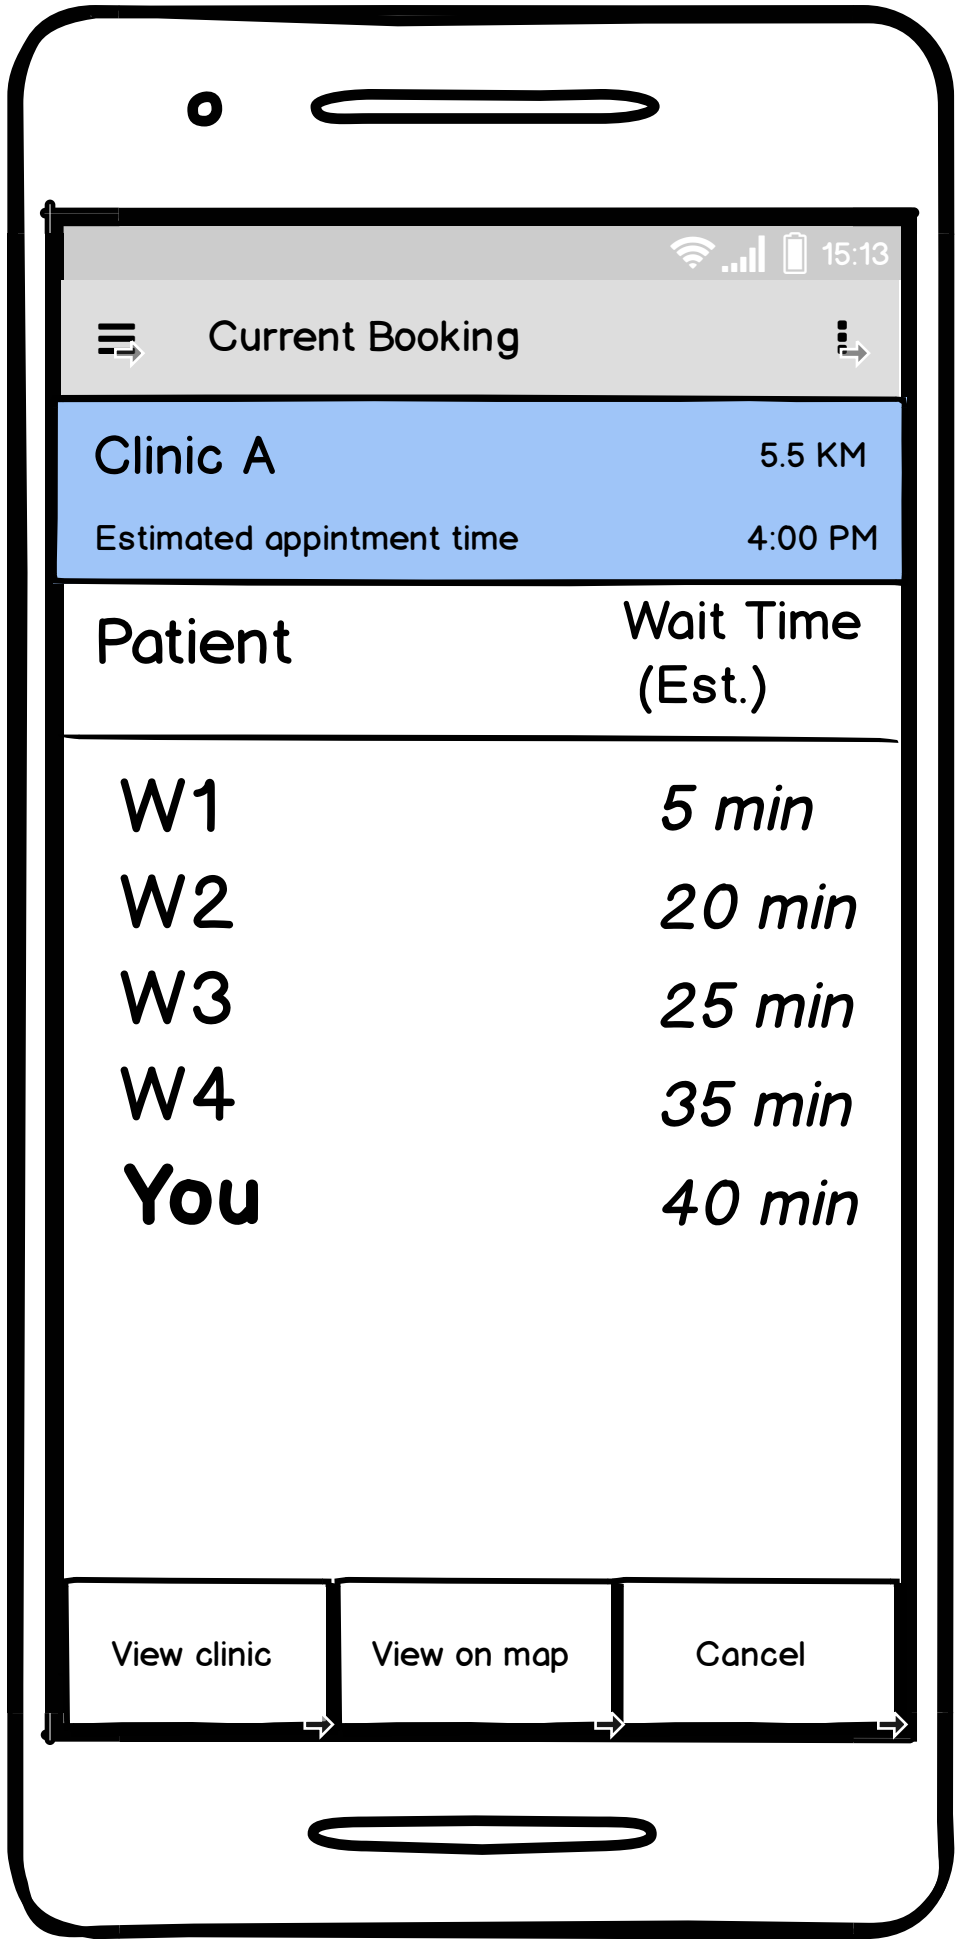 15:13
Current Booking
Clinic A 5.5 KM
Estimated appintment time 4:00 PM
Patient Wait Time
(Est.)
W1 5 min
W2 20 min
W3 25 min
W4 35 min
You 40 min
View clinic View on map Cancel